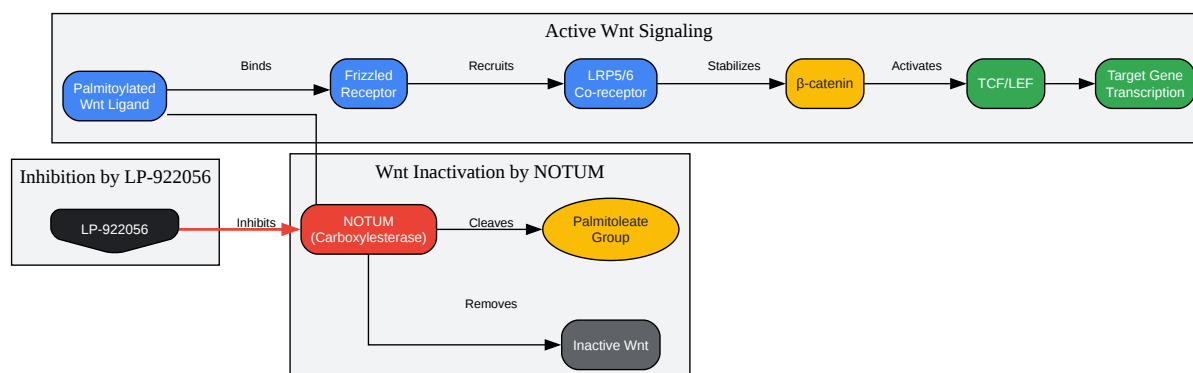 Active Wnt Signaling
Palmitoylated
Wnt Ligand
Binds
Frizzled
Receptor
Recruits
LRP5/6
Co-receptor
Stabilizes
β-catenin
Activates
TCF/LEF
Target Gene
Transcription
Inhibition by LP-922056
LP-922056
Inhibits
Wnt Inactivation by NOTUM
NOTUM
(Carboxylesterase)
Cleaves
Palmitoleate
Group
Removes
Inactive Wnt